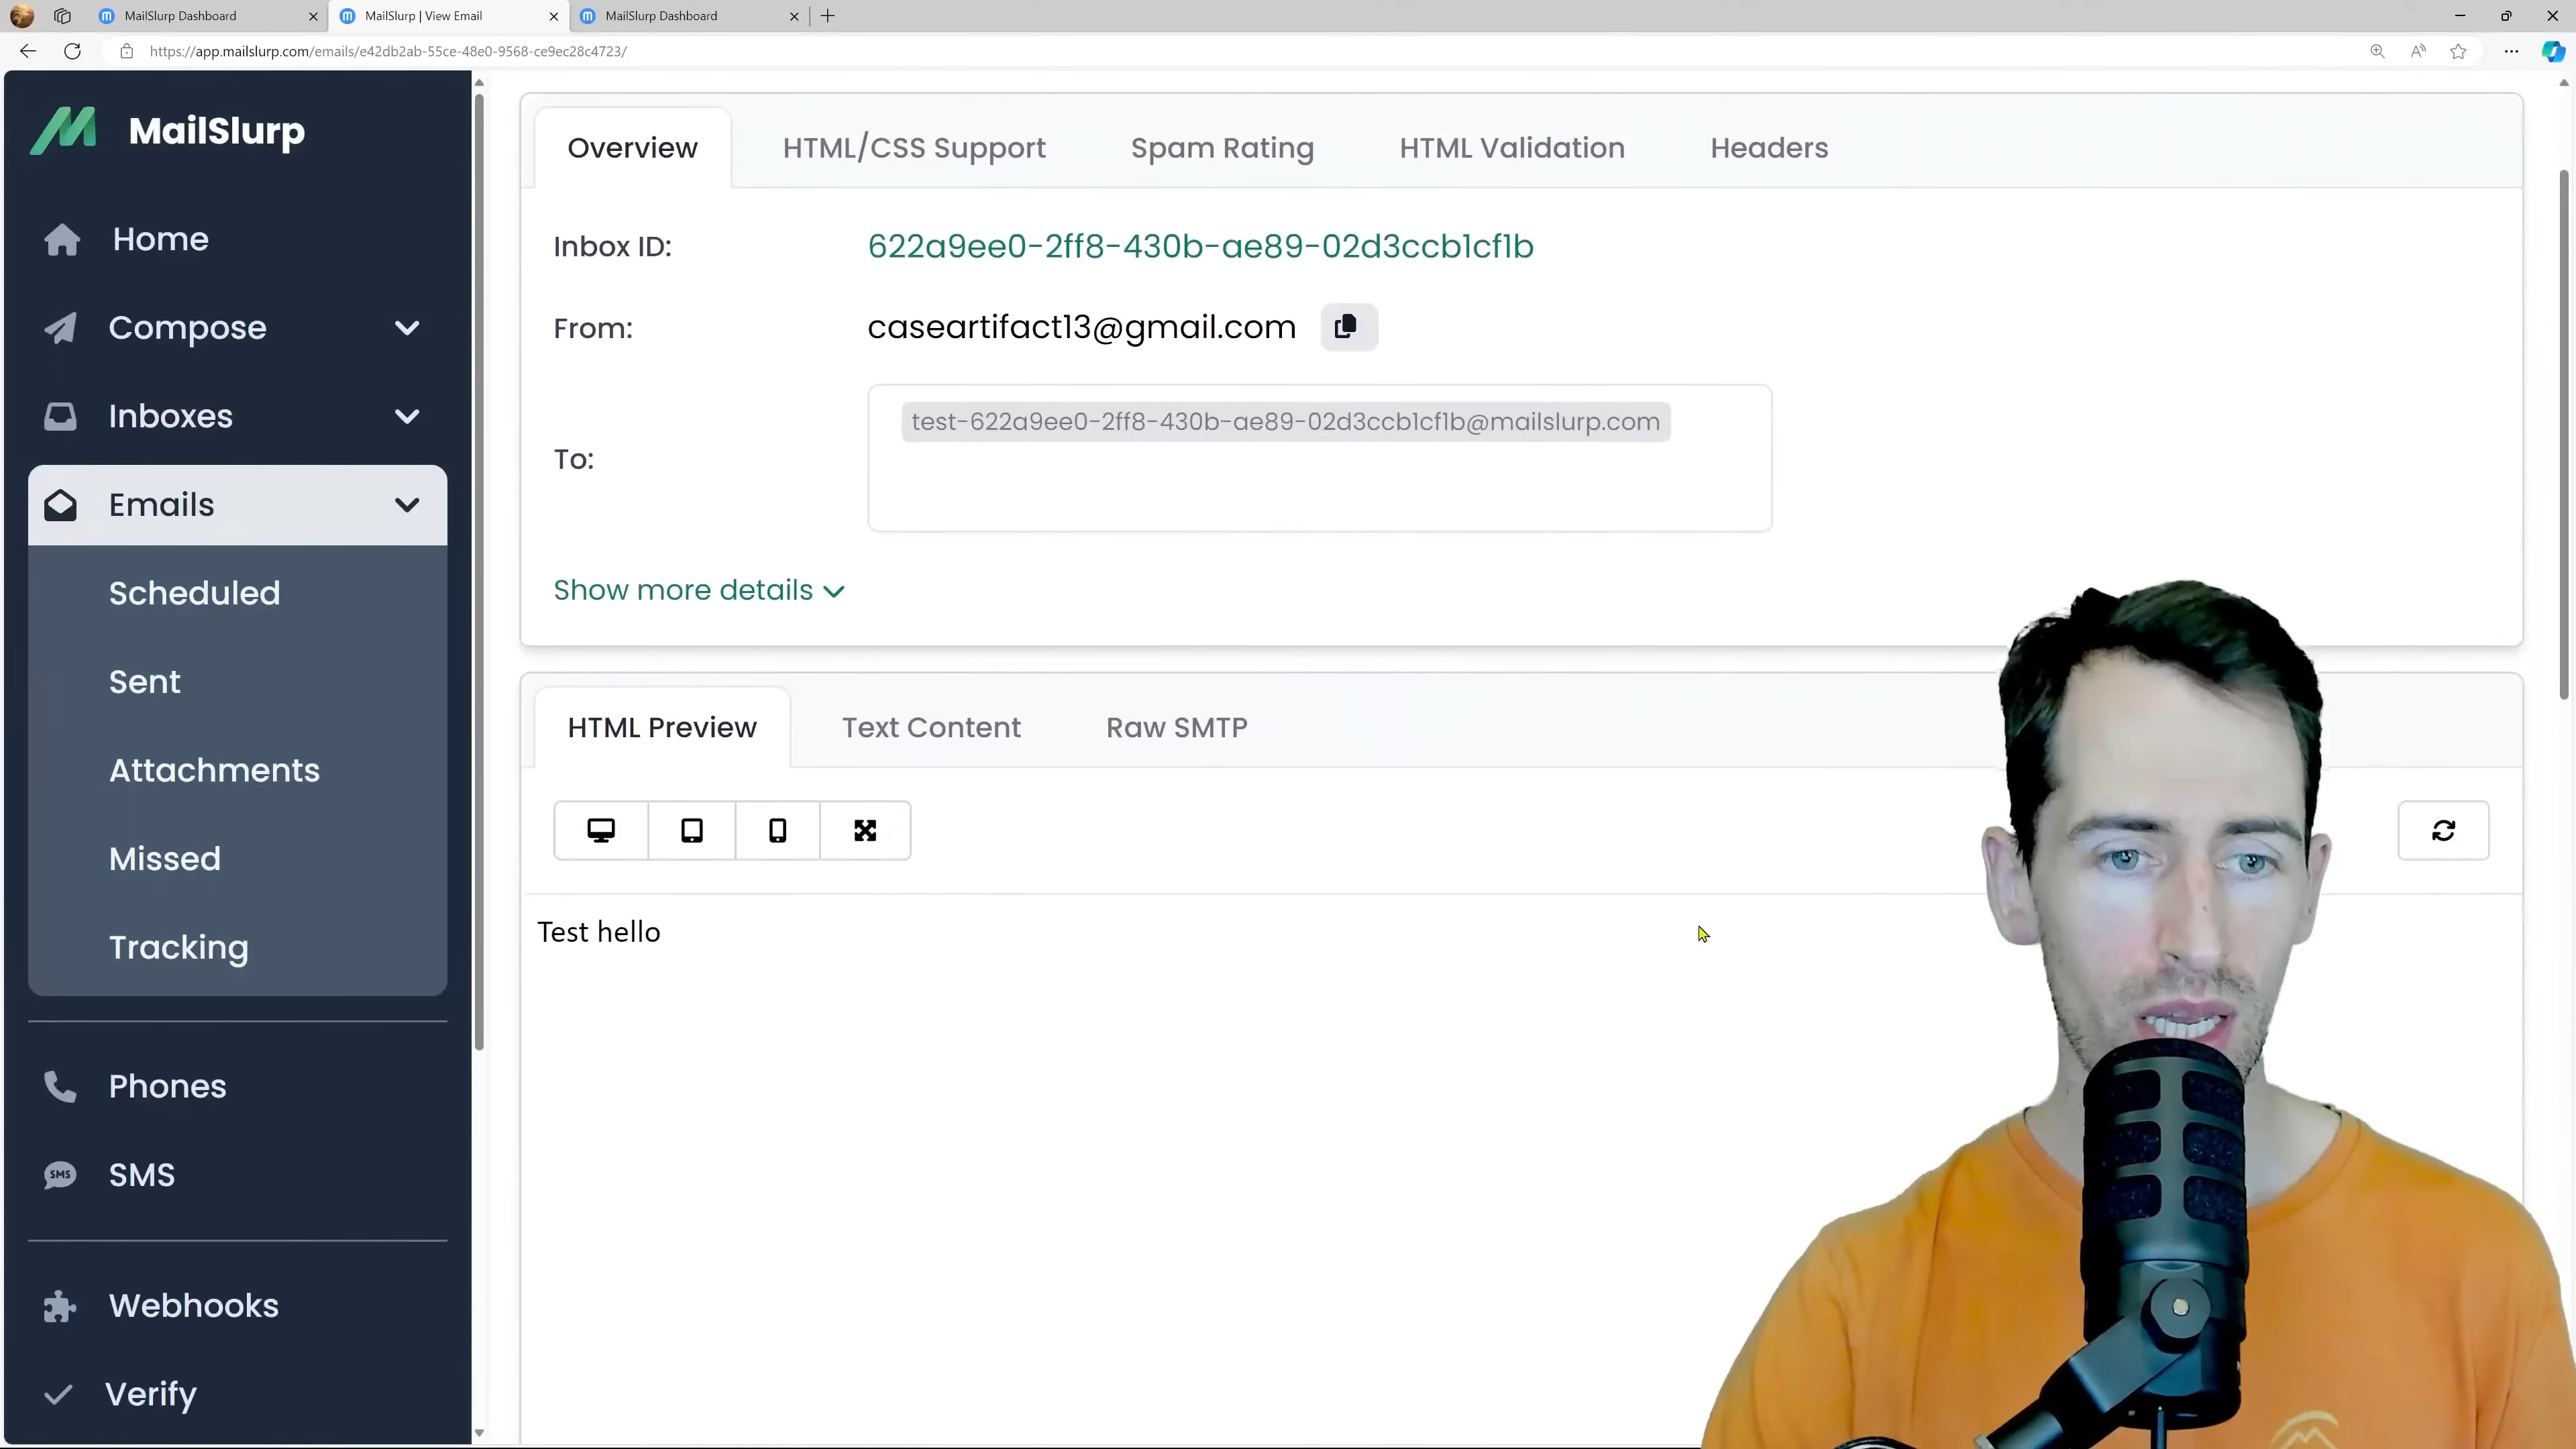 MailSlurp Dashboard
MailSlurp | View Email
MailSlurp Dashboard
https://app.mailslurp.com/emails/e42db2ab-55ce-48e0-9568-ce9ec28c4723/
MailSlurp
Home
Compose
Inboxes
Emails
Scheduled
Sent
Attachments
Missed
Tracking
Phones
SMS
SMS
Webhooks
Verify
Overview HTML/CSS Support Spam Rating HTML Validation Headers
Inbox ID: 622a9ee0-2ff8-430b-ae89-02d3ccb1cf1b
From: caseartifact13@gmail.com
To: test-622a9ee0-2ff8-430b-ae89-02d3ccb1cf1b@mailslurp.com
Show more details
HTML Preview Text Content Raw SMTP
Test hello